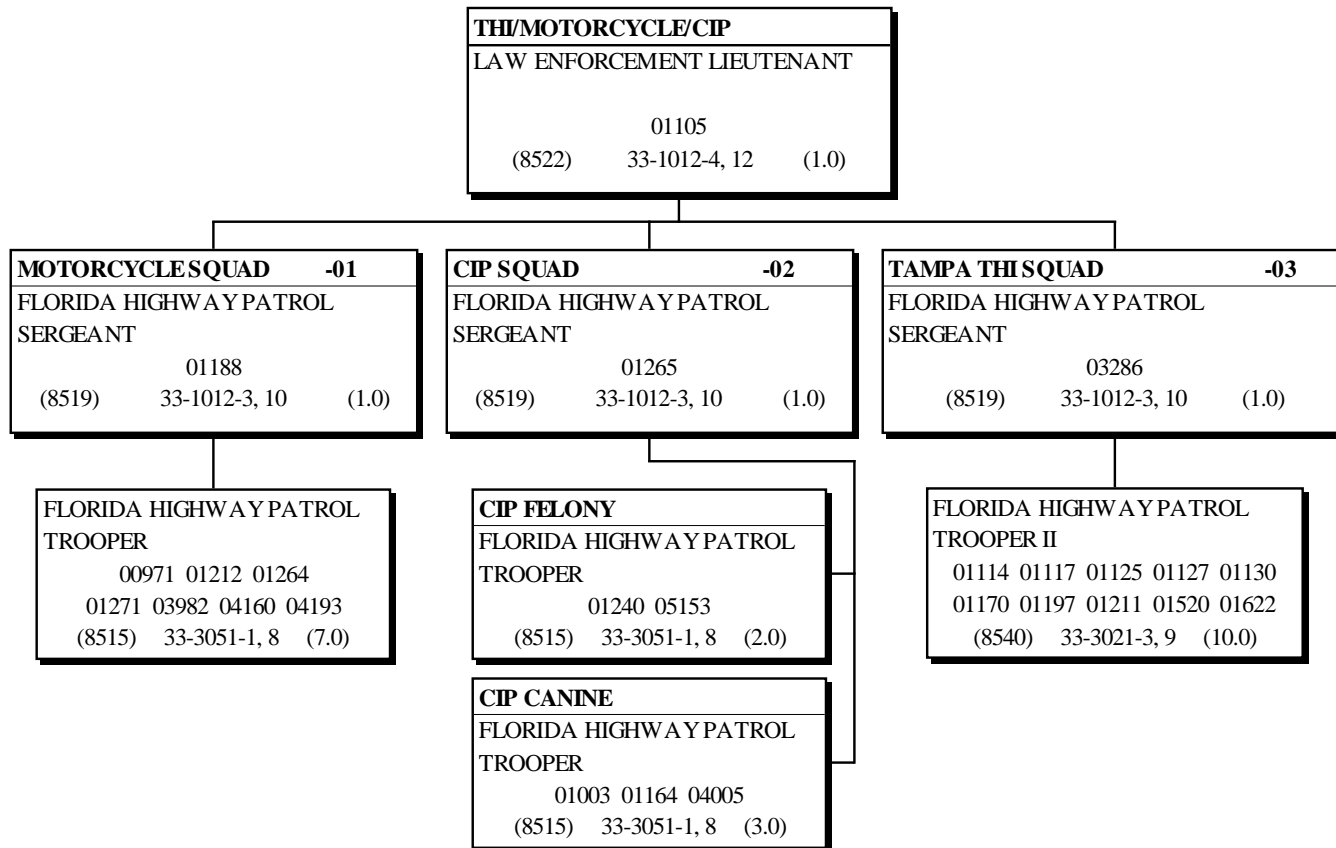 THI/MOTORCYCLE/CIP
LAW ENFORCEMENT LIEUTENANT
01105
(8522) 33-1012-4, 12 (1.0)
MOTORCYCLE SQUAD -01
FLORIDA HIGHWAY PATROL
SERGEANT
01188
(8519) 33-1012-3, 10 (1.0)
CIP SQUAD -02
FLORIDA HIGHWAY PATROL
SERGEANT
01265
(8519) 33-1012-3, 10 (1.0)
TAMPA THI SQUAD -03
FLORIDA HIGHWAY PATROL
SERGEANT
03286
(8519) 33-1012-3, 10 (1.0)
FLORIDA HIGHWAY PATROL
TROOPER
00971 01212 01264
01271 03982 04160 04193
(8515) 33-3051-1, 8 (7.0)
CIP FELONY
FLORIDA HIGHWAY PATROL
TROOPER
01240 05153
(8515) 33-3051-1, 8 (2.0)
CIP CANINE
FLORIDA HIGHWAY PATROL
TROOPER
01003 01164 04005
(8515) 33-3051-1, 8 (3.0)
FLORIDA HIGHWAY PATROL
TROOPER II
01114 01117 01125 01127 01130
01170 01197 01211 01520 01622
(8540) 33-3021-3, 9 (10.0)